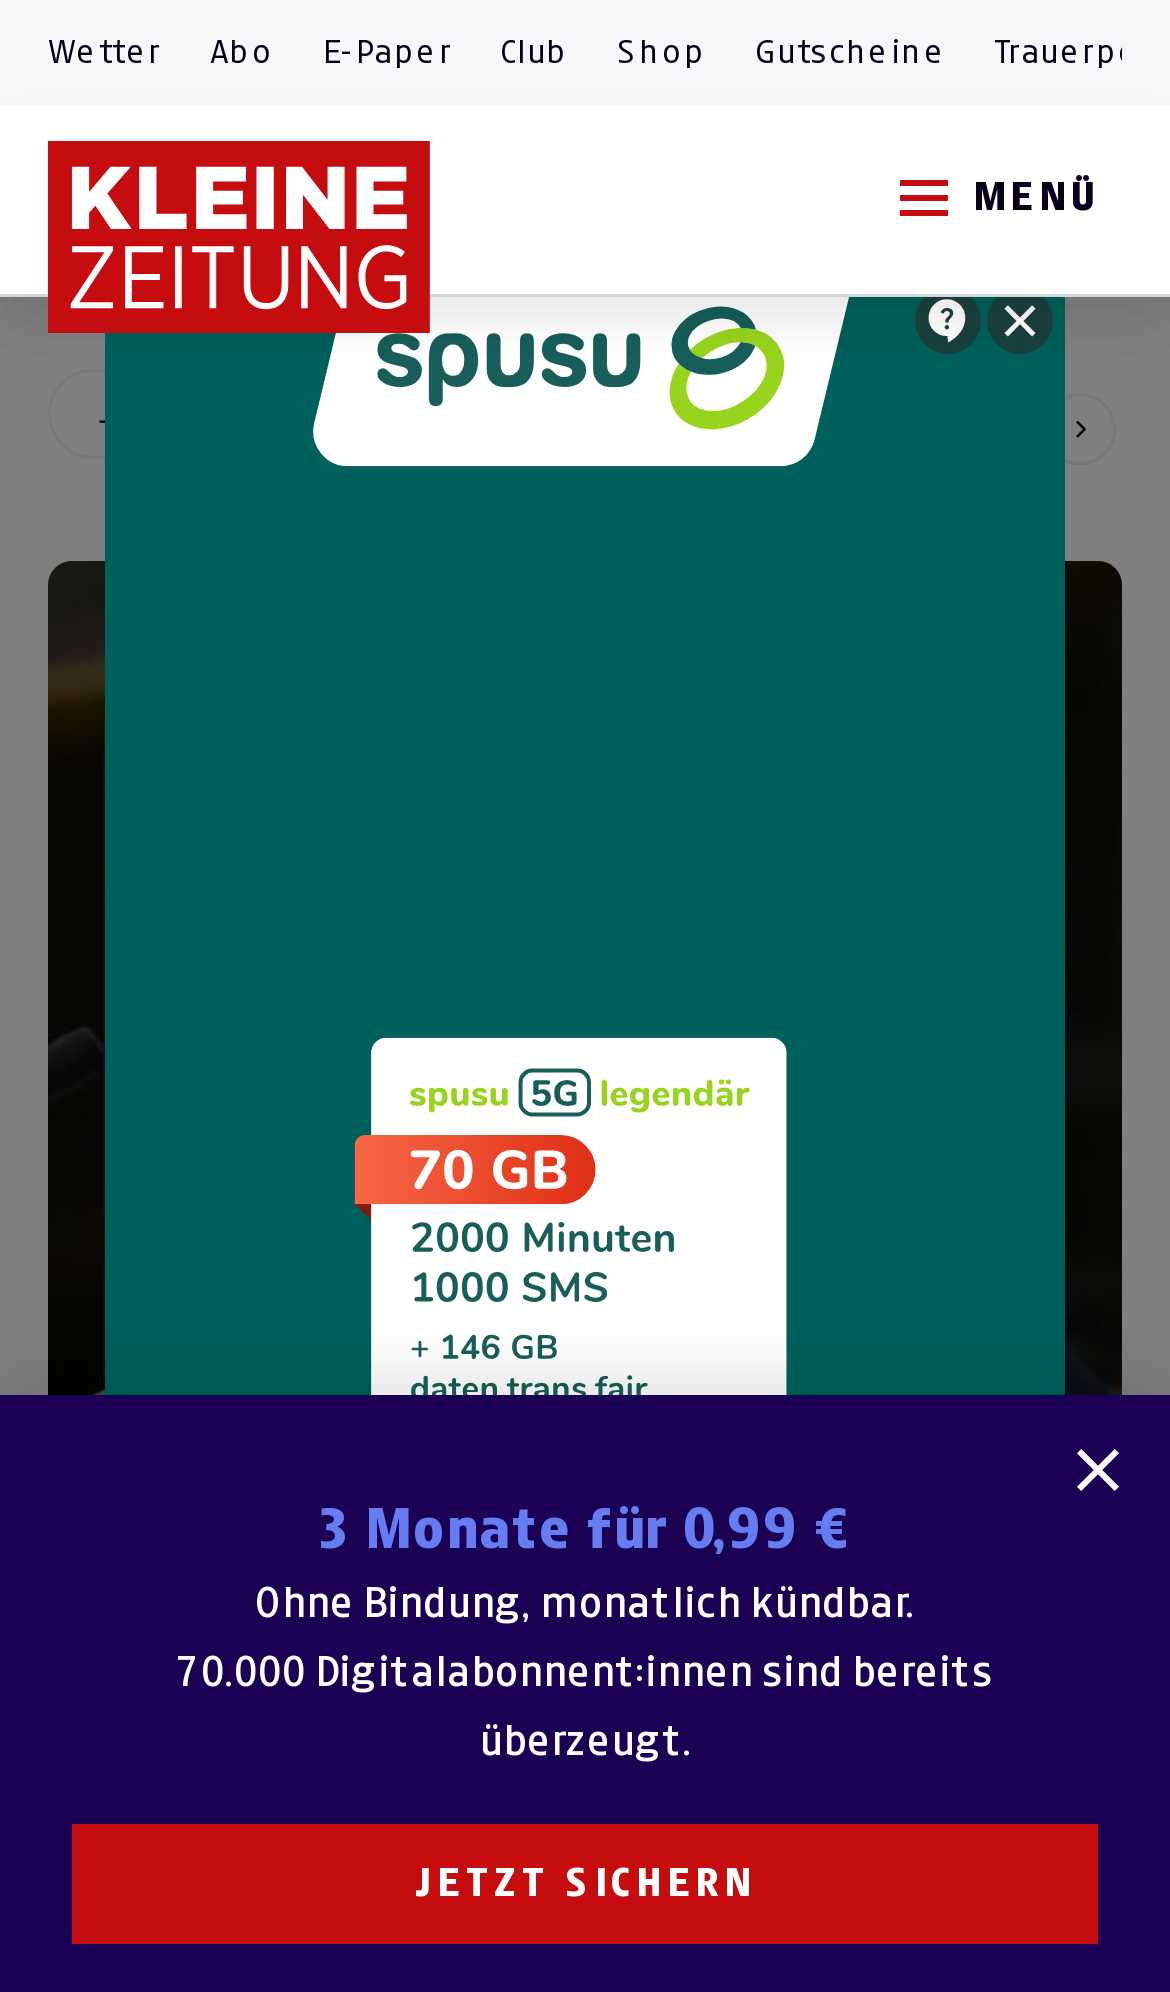 Wetter Abo E-Paper Club Shop Gutscheine
KLEINE
ZEITUNG
MENÜ
spusu
spusu 5G legendär
70 GB
2000 Minuten
1000 SMS
+ 146 GB
daten trans fair
3 Monate für 0,99 €
Ohne Bindung, monatlich kündbar.
70.000 Digitalabonnent:innen sind bereits
überzeugt.
JETZT SICHERN